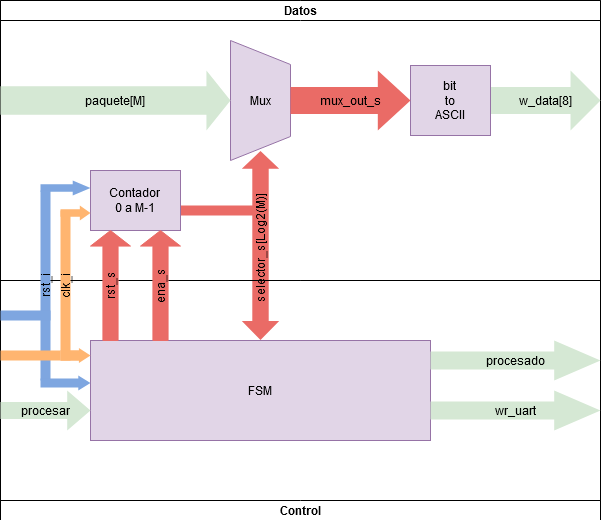 Datos
paquete[M]
Mux
mux_out_s
bit
to
ASCII
w_data[8]
Contador
0 a M-1
rst_i
clk_i
rst_s
ena_s
selector_s[Log2(M)]
FSM
procesar
procesado
wr_uart
Control